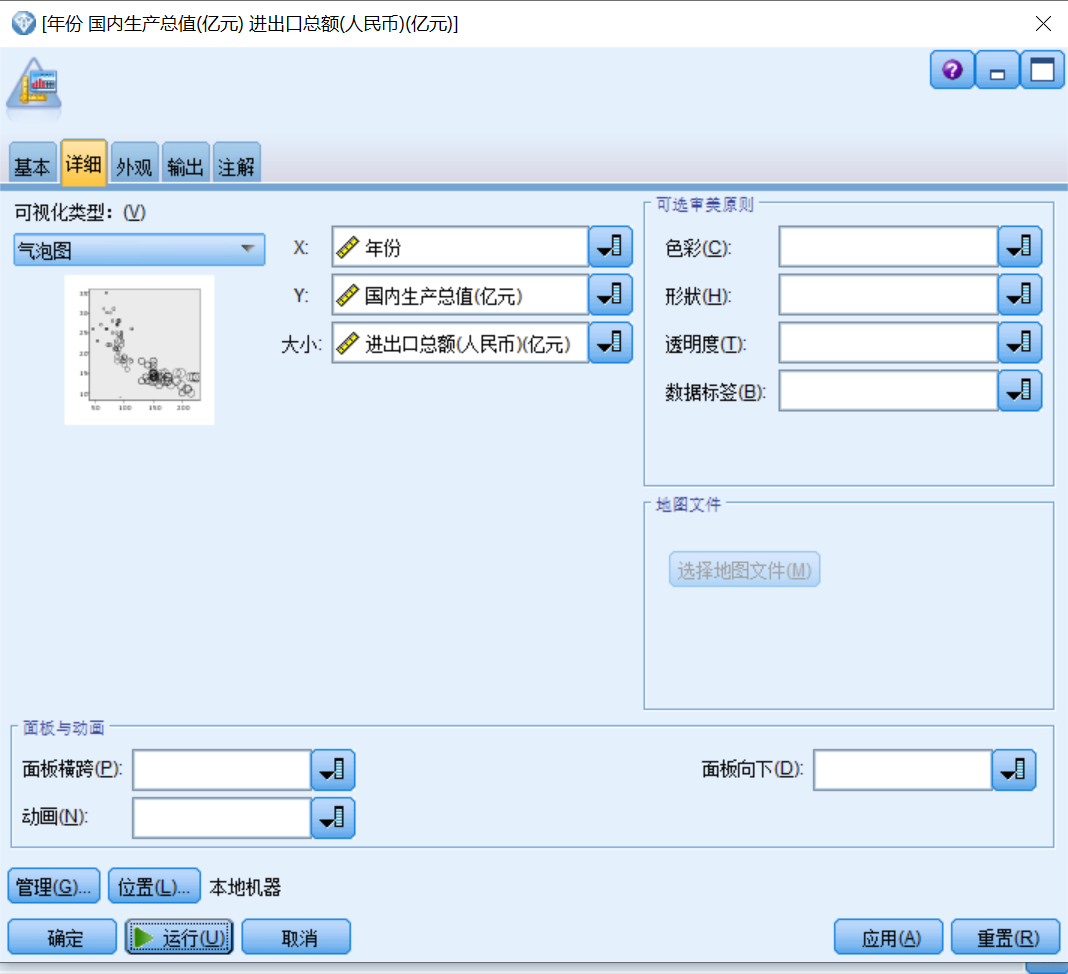 [年份 国内生产总值(亿元) 进出口总额(人民币)(亿元)]
基本 详细 外观 输出 注解
可视化类型: (V)
气泡图
X: 年份
Y: 国内生产总值(亿元)
大小: 进出口总额(人民币)(亿元)
可选审美原则
色彩(C):
形狀(H):
透明度(T):
数据标签(B):
地图文件
选择地图文件(M)
面板与动画
面板横跨(P):
面板向下(D):
动画(N):
管理(G)... 位置(L)... 本地机器
确定 运行(U) 取消 应用(A) 重置(R)